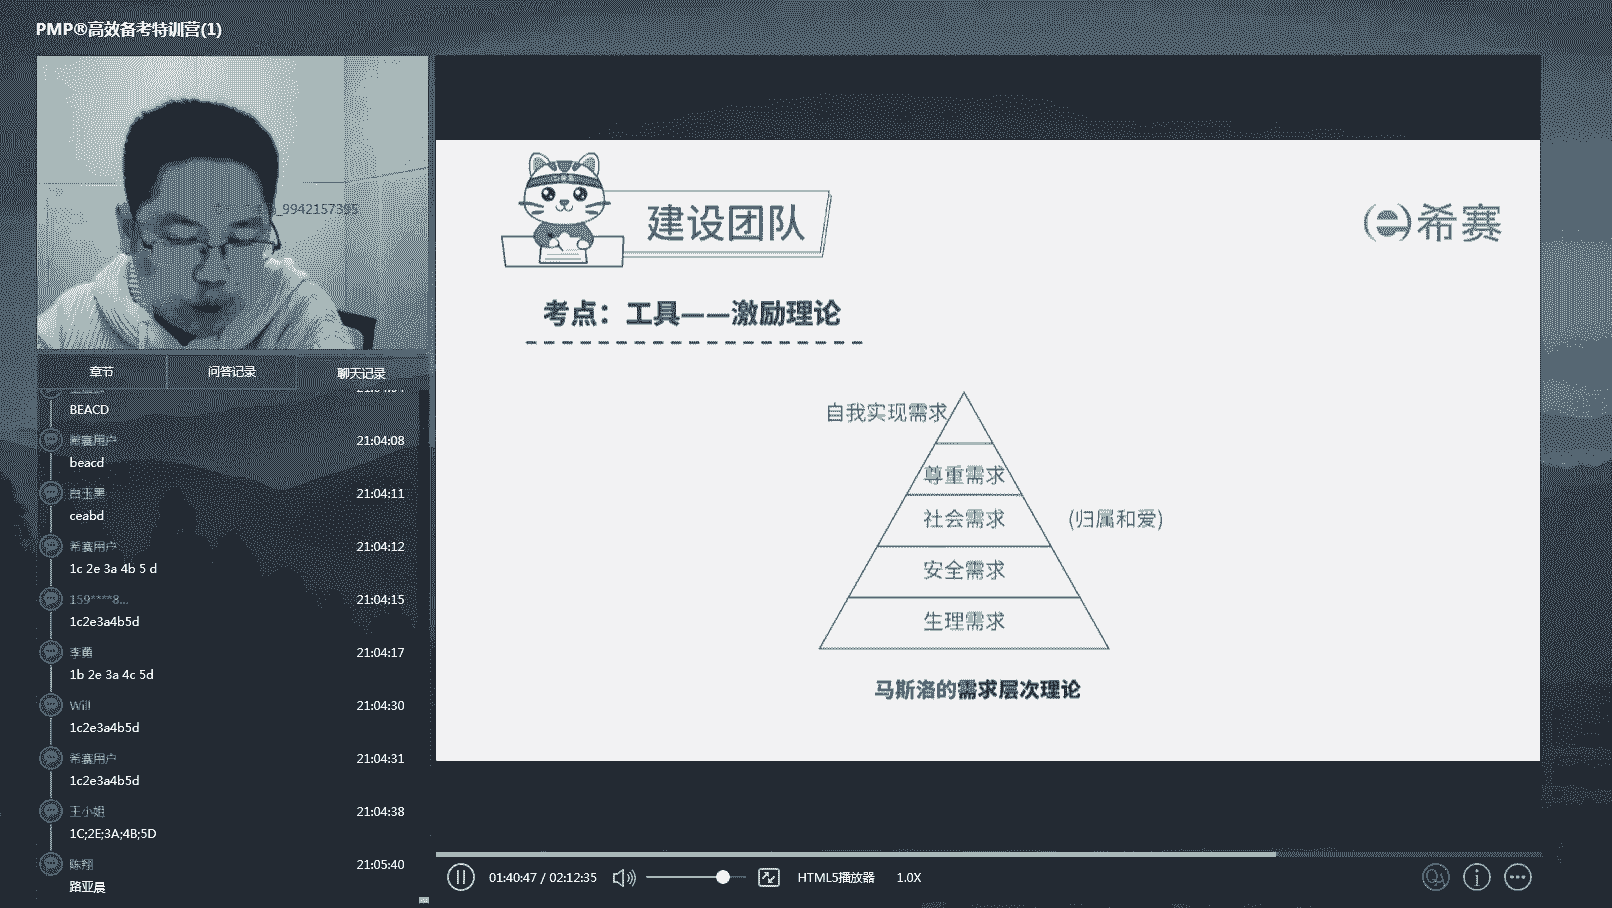 PMP®高效备考特训营(1)
_9942157395
章节
问答记录
聊天记录
BEACD
希赛用户
21:04:08
beacd
白玉黑
21:04:11
ceabd
希赛用户
21:04:12
1c 2e 3a 4b 5 d
159****8...
21:04:15
1c2e3a4b5d
21:04:17
1b 2e 3a 4c 5d
Will
21:04:30
1c2e3a4b5d
希赛用户
21:04:31
1c2e3a4b5d
王小姐
21:04:38
1C;2E;3A;4B;5D
陈翔
21:05:40
路亚晨
建设团队
希赛
考点：工具——激励理论
自我实现需求
尊重需求
社会需求
(归属和爱)
安全需求
生理需求
马斯洛的需求层次理论
01:40:47 / 02:12:35
HTML5播放器
1.0X